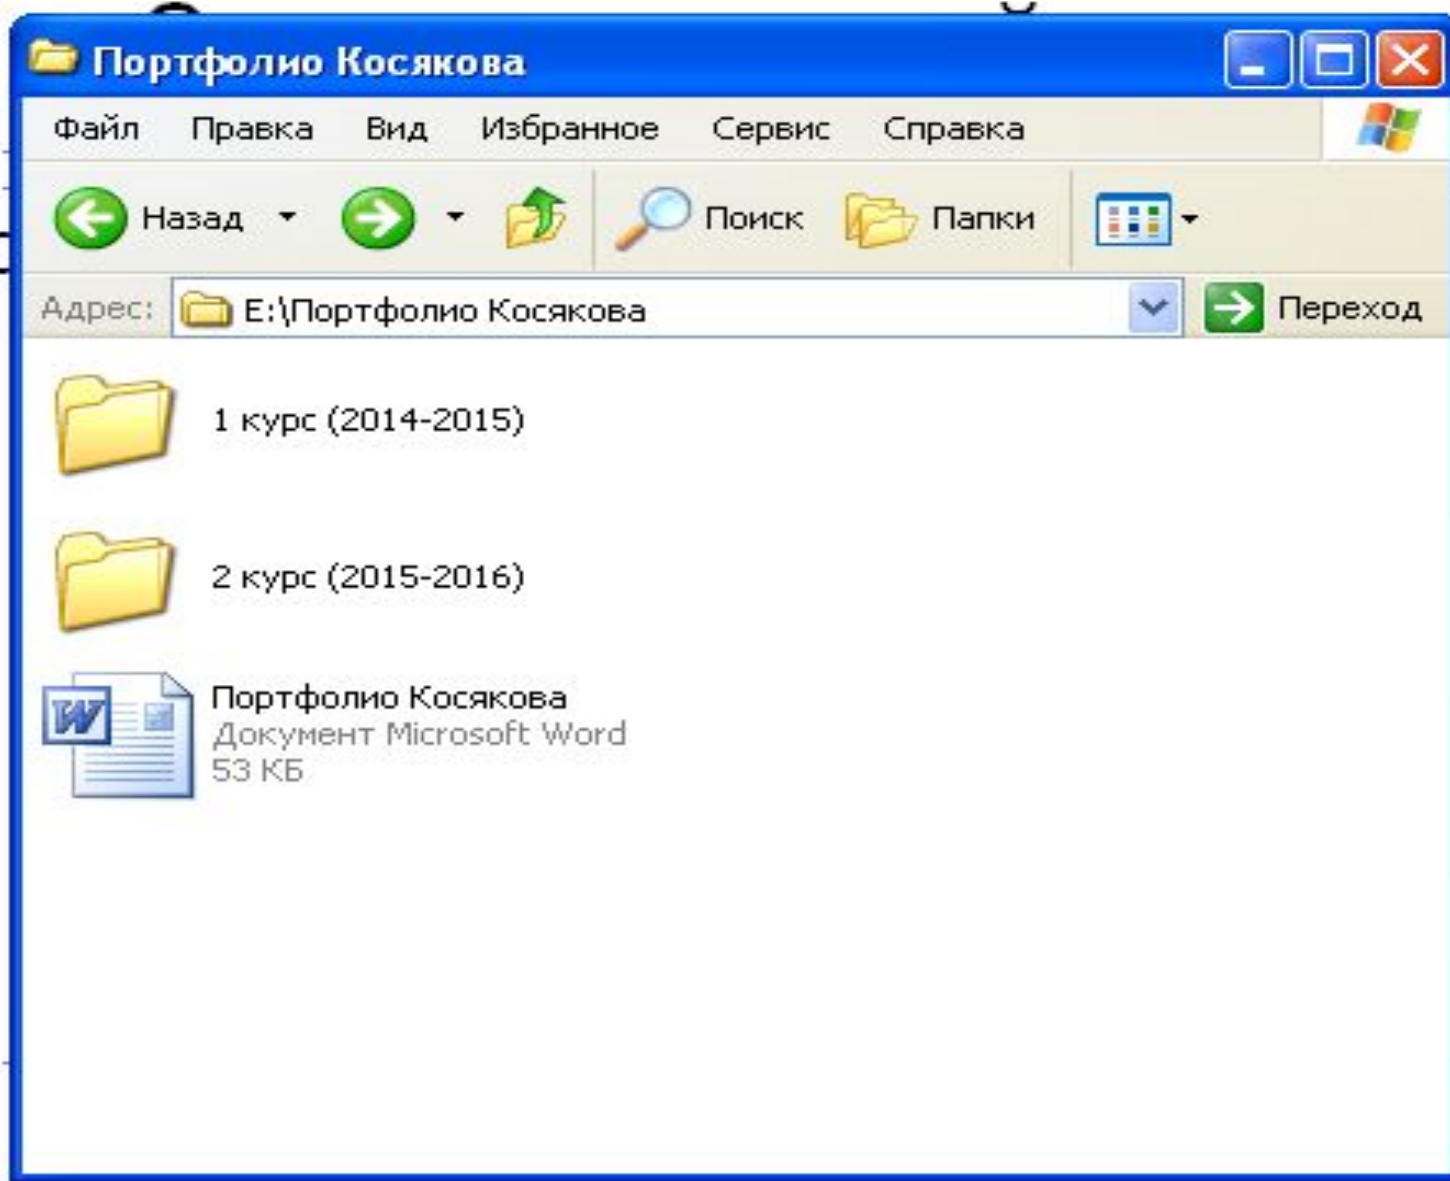 Портфолио Косякова
Файл Правка Вид Избранное Сервис Справка
Назад Поиск Папки
Адрес: E:\Портфолио Косякова Переход
1 курс (2014-2015)
2 курс (2015-2016)
Портфолио Косякова
Документ Microsoft Word
53 КБ